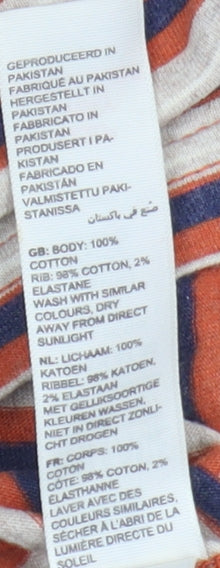 GEPRODUCEERD IN
PAKISTAN
FABRIQUÉ AU PAKISTAN
HERGESTELLT IN
PAKISTAN
FABBRICATO IN
PAKISTAN
PRODUSERT I PA-
KISTAN
FABRICADO EN
PAKISTÁN
VALMISTETTU PAKI-
STANISSA
صنع في باكستان
GB: BODY: 100%
COTTON
RIB: 98% COTTON, 2%
ELASTANE
WASH WITH SIMILAR
COLOURS, DRY
AWAY FROM DIRECT
SUNLIGHT
NL: LICHAAM: 100%
KATOEN
RIBBEL: 98% KATOEN,
2% ELASTAAN
MET GELIJKSOORTIGE
KLEUREN WASSEN,
NIET IN DIRECT ZONLI-
CHT DROGEN
FR: CORPS: 100%
COTON
CÔTE: 98% COTON, 2%
ÉLASTHANNE
LAVER AVEC DES
COULEURS SIMILAIRES,
SÉCHER À L'ABRI DE LA
LUMIÈRE DIRECTE DU
SOLEIL